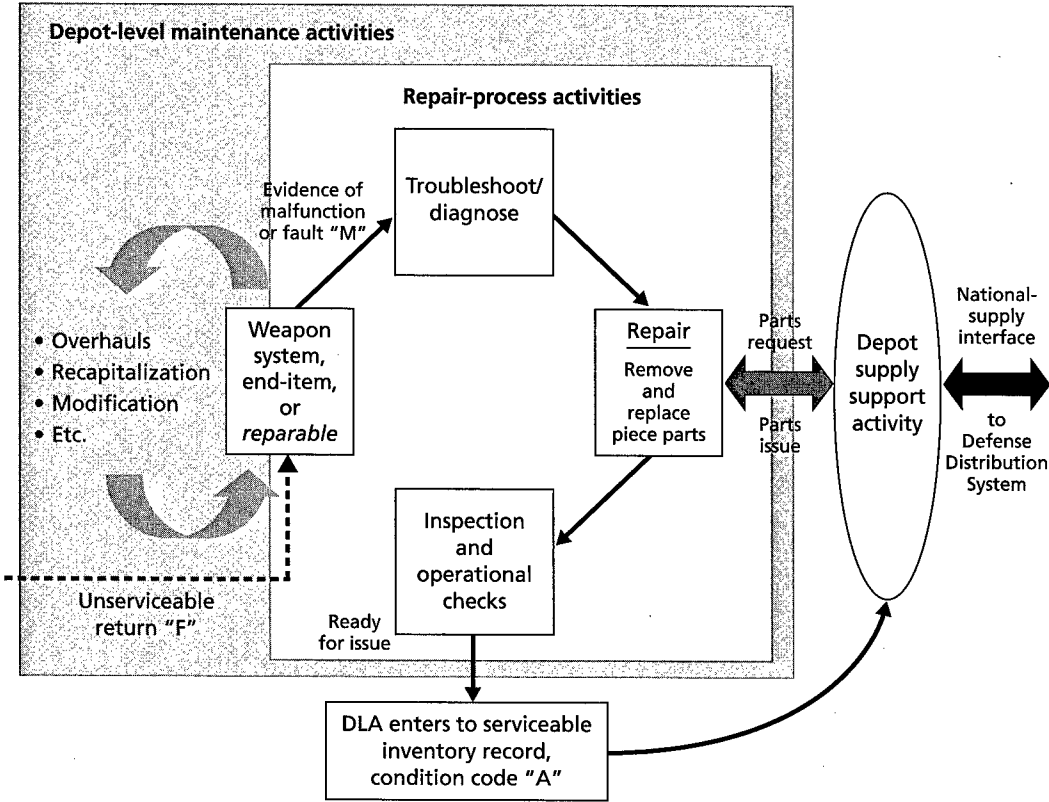 Depot-level maintenance activities
Repair-process activities
Troubleshoot/
diagnose
Evidence of
malfunction
or fault "M"
• Overhauls
• Recapitalization
• Modification
• Etc.
Weapon
system,
end-item,
or
reparable
Repair
Remove
and
replace
piece parts
Parts
request
Parts
issue
Depot
supply
support
activity
National-
supply
interface
to
Defense
Distribution
System
Inspection
and
operational
checks
Unserviceable
return "F"
Ready
for issue
DLA enters to serviceable
inventory record,
condition code "A"